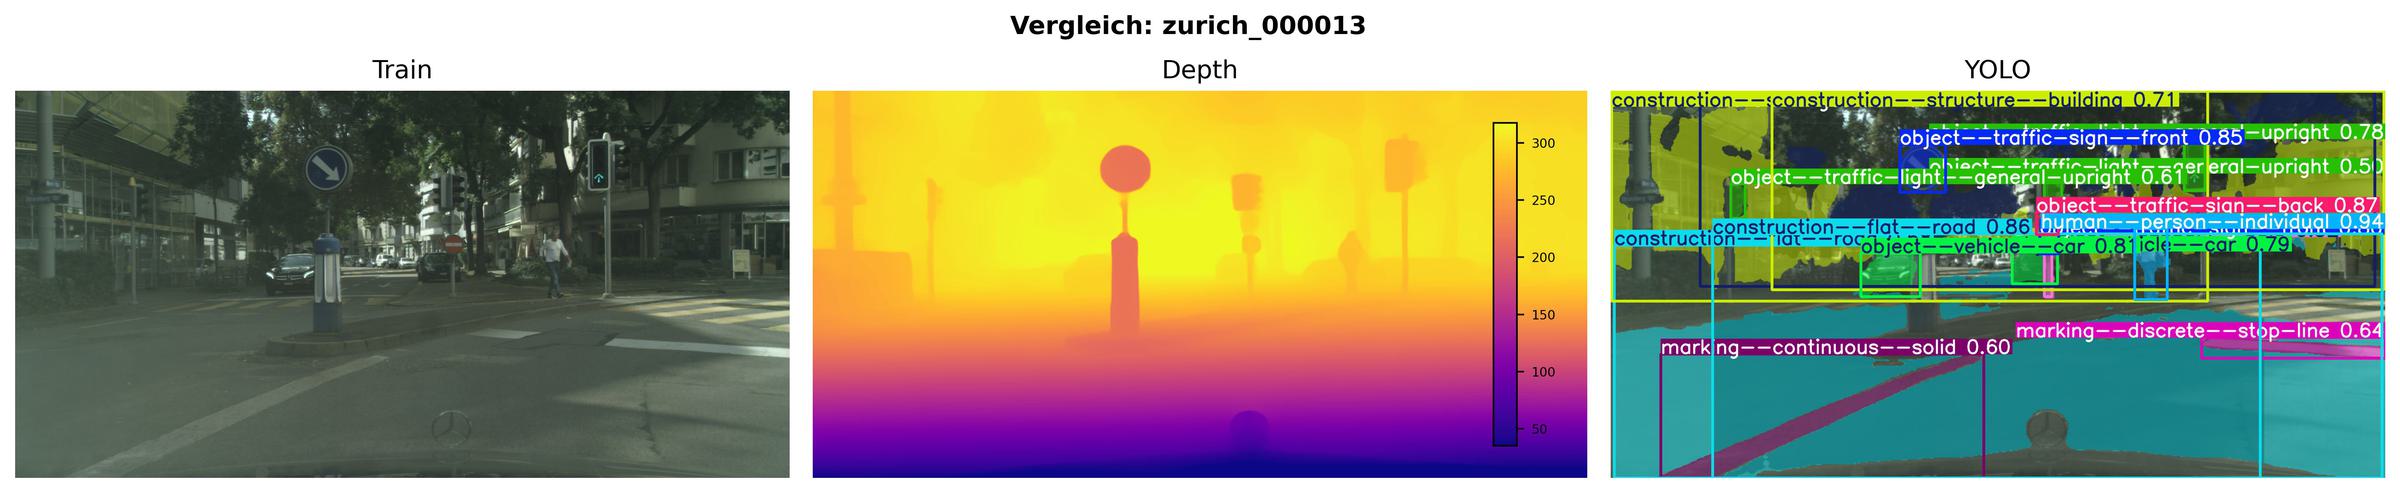 Vergleich: zurich_000013
Train
Depth
YOLO
300
250
200
150
100
50
construction--s
construction--structure--building 0.71
-upright 0.78
object--traffic-sign--front 0.85
object--traffic-light--general-upright 0.50
object--traffic-light--general-upright 0.61
object--traffic-sign--back 0.87
human--person--individual 0.94
construction--flat--road 0.86
construction--flat--road
object--vehicle--car 0.81
icle--car 0.79
marking--discrete--stop-line 0.64
marking--continuous--solid 0.60